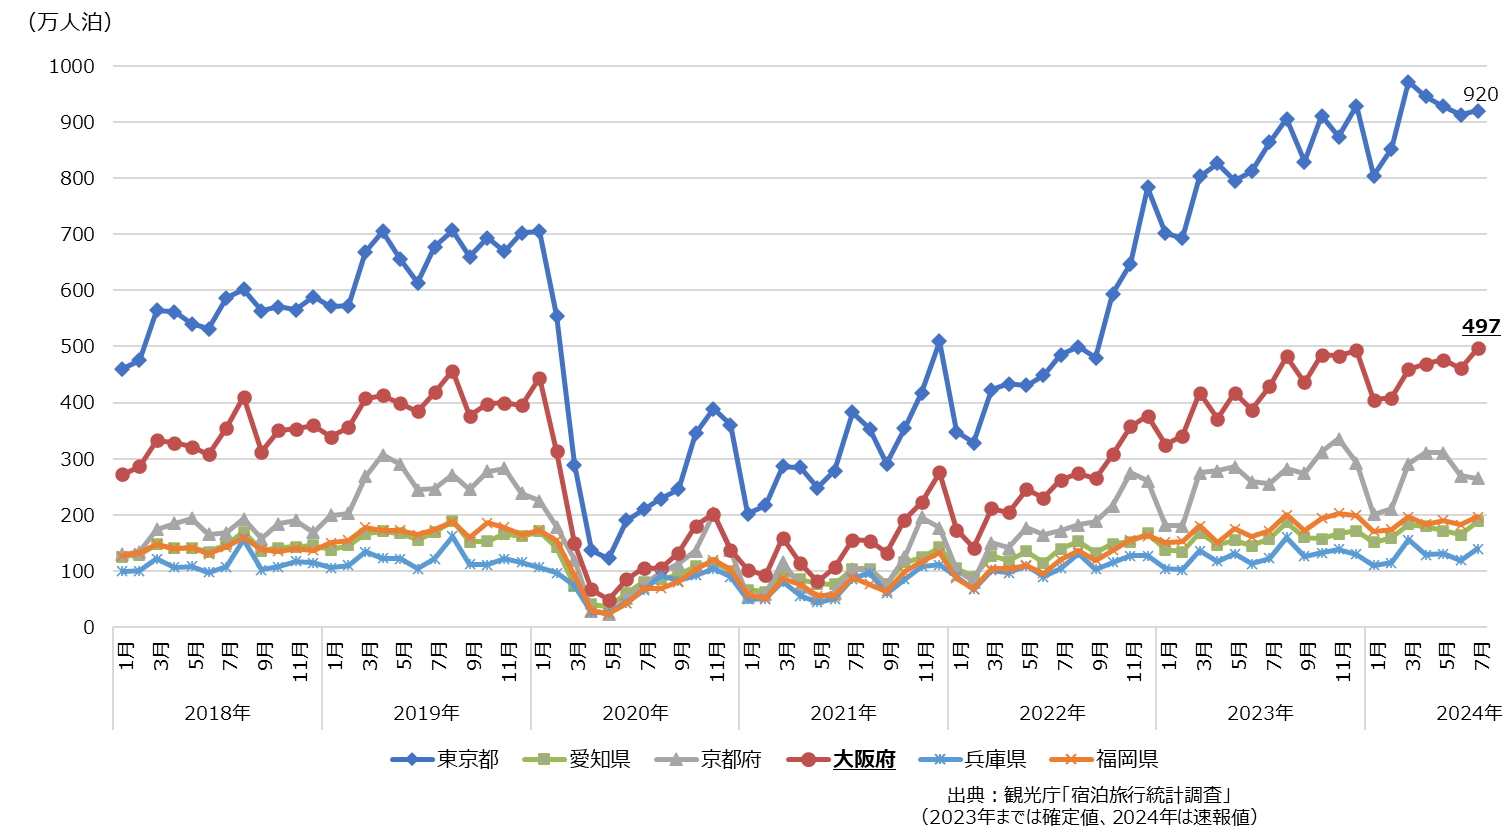 （万人泊）
1000
900
800
700
600
500
400
300
200
100
0
920
497
1月 3月 5月 7月 9月 11月 1月 3月 5月 7月 9月 11月 1月 3月 5月 7月 9月 11月 1月 3月 5月 7月 9月 11月 1月 3月 5月 7月 9月 11月 1月 3月 5月 7月 9月 11月 1月 3月 5月 7月
2018年 2019年 2020年 2021年 2022年 2023年 2024年
東京都 愛知県 京都府 大阪府 兵庫県 福岡県
出典：観光庁「宿泊旅行統計調査」
（2023年までは確定値、2024年は速報値）